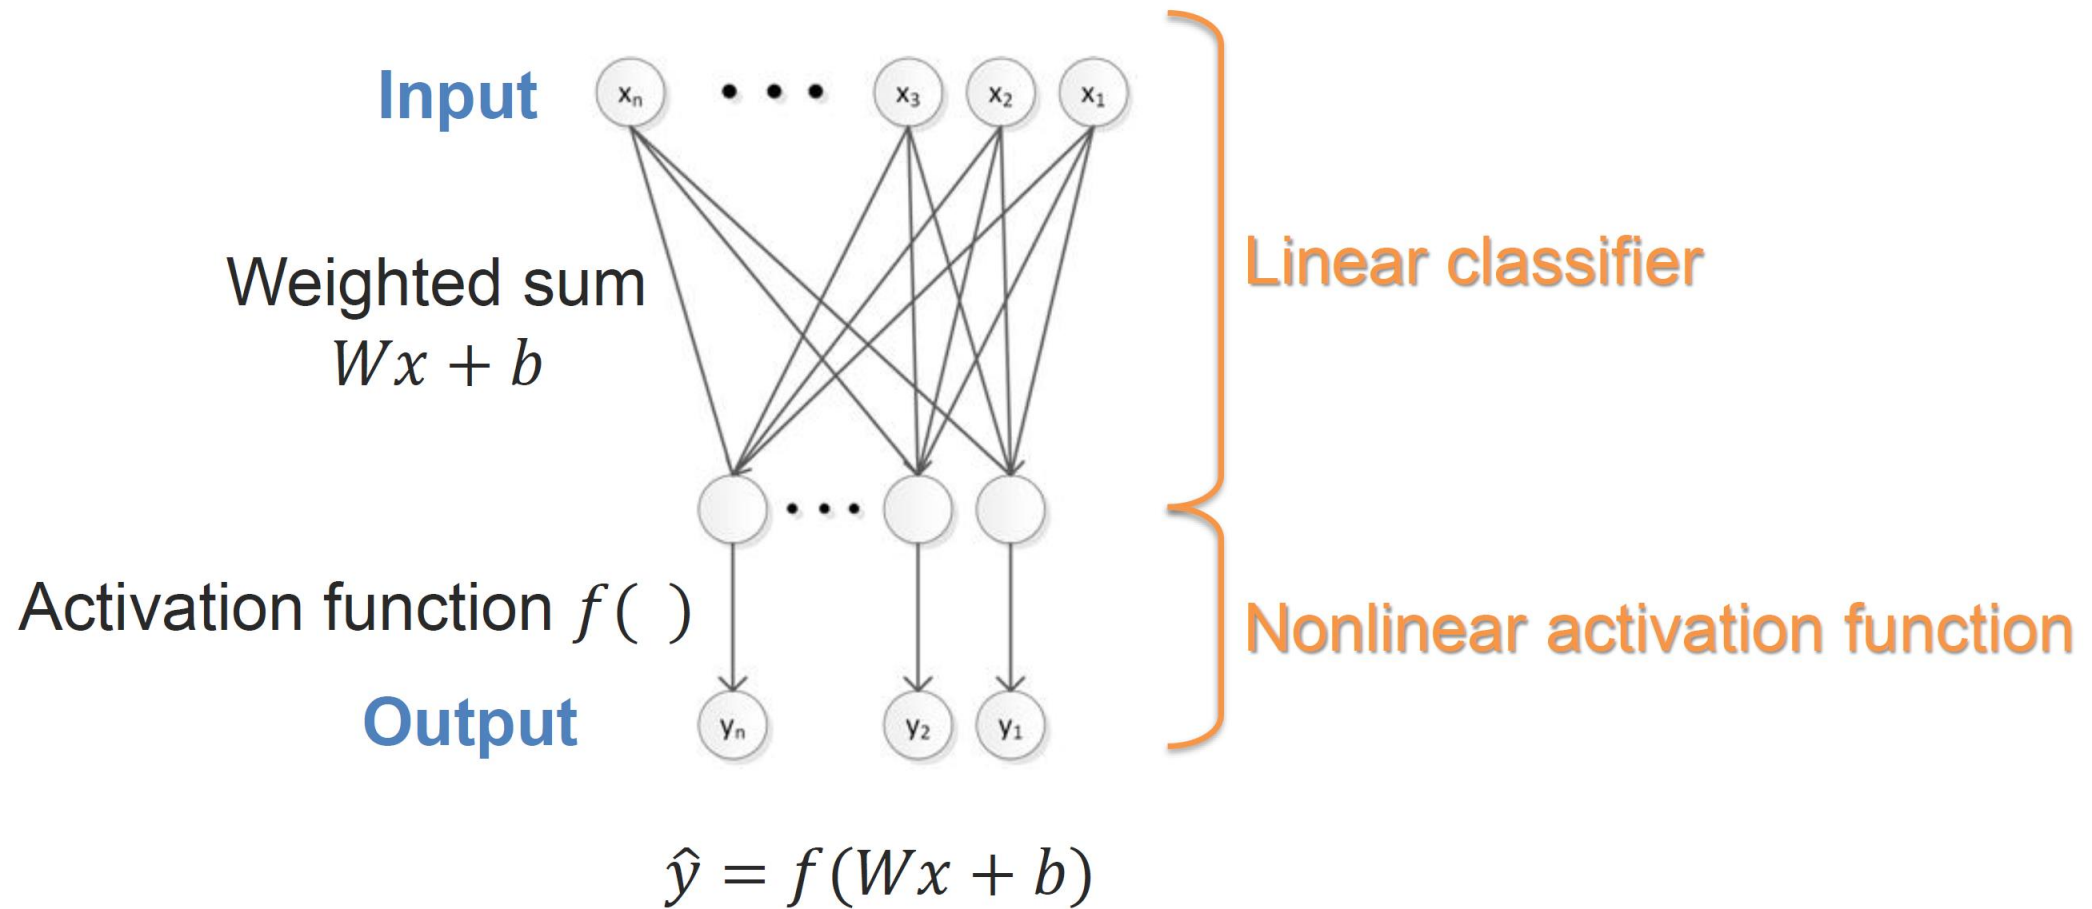 Input
xₙ • • • x₃ x₂ x₁
Linear classifier
Weighted sum
Wx + b
• • •
Activation function f( )
Nonlinear activation function
Output
yₙ y₂ y₁
ŷ = f(Wx + b)